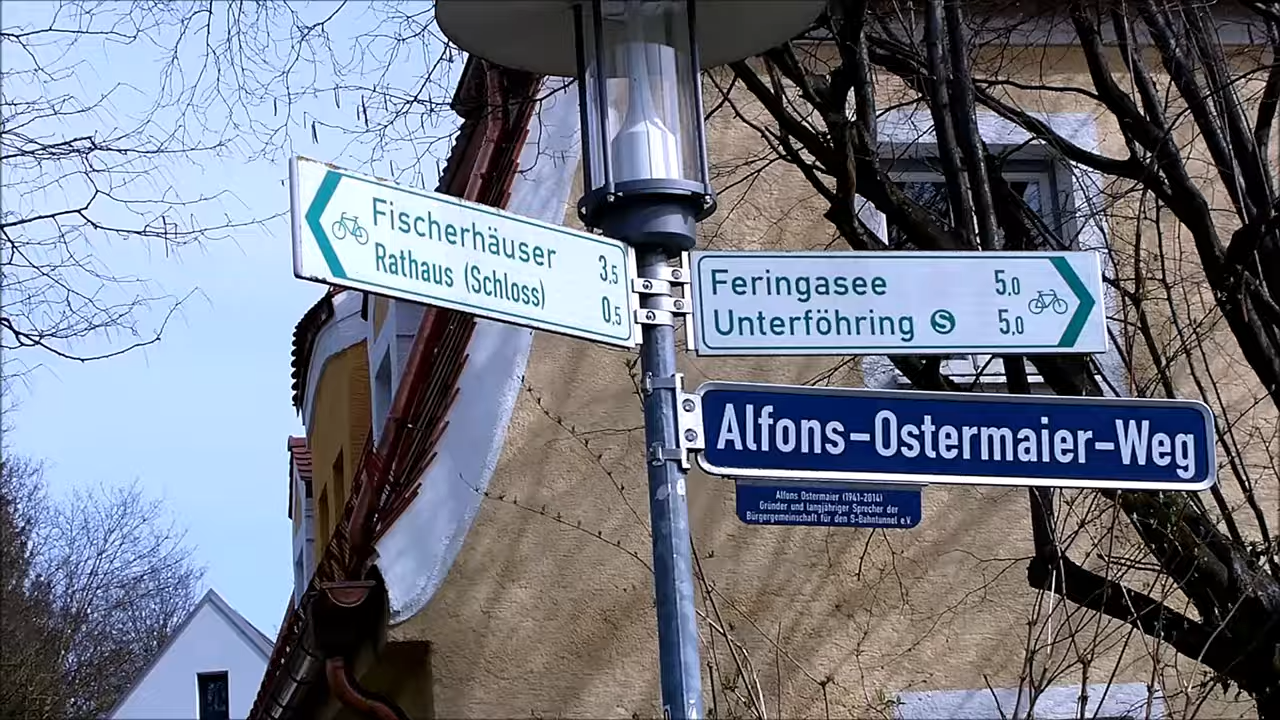 Fischerhäuser 3,5
Rathaus (Schloss) 0,5
Feringasee 5,0
Unterföhring S 5,0
Alfons-Ostermaier-Weg
Alfons Ostermaier (1941-2014)
Gründer und langjähriger Sprecher der
Bürgergemeinschaft für den S-Bahntunnel e.V.